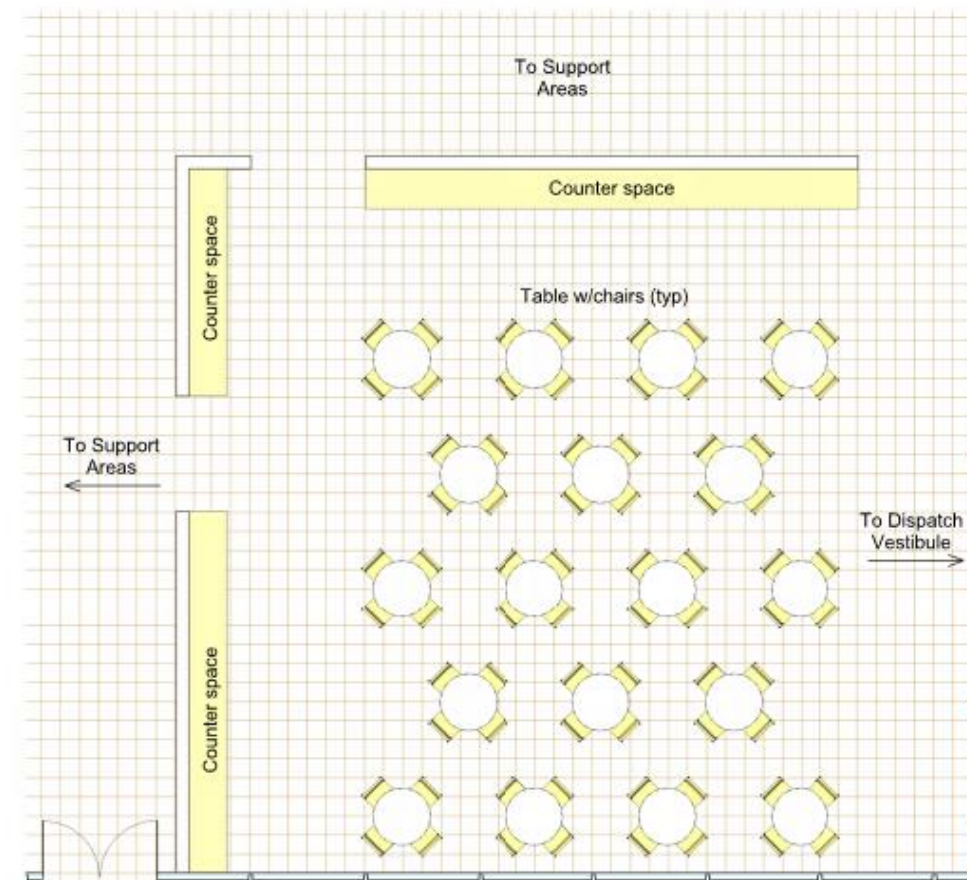 To Support
Areas
Counter space
Counter space
Table w/chairs (typ)
To Support
Areas
To Dispatch
Vestibule
Counter space